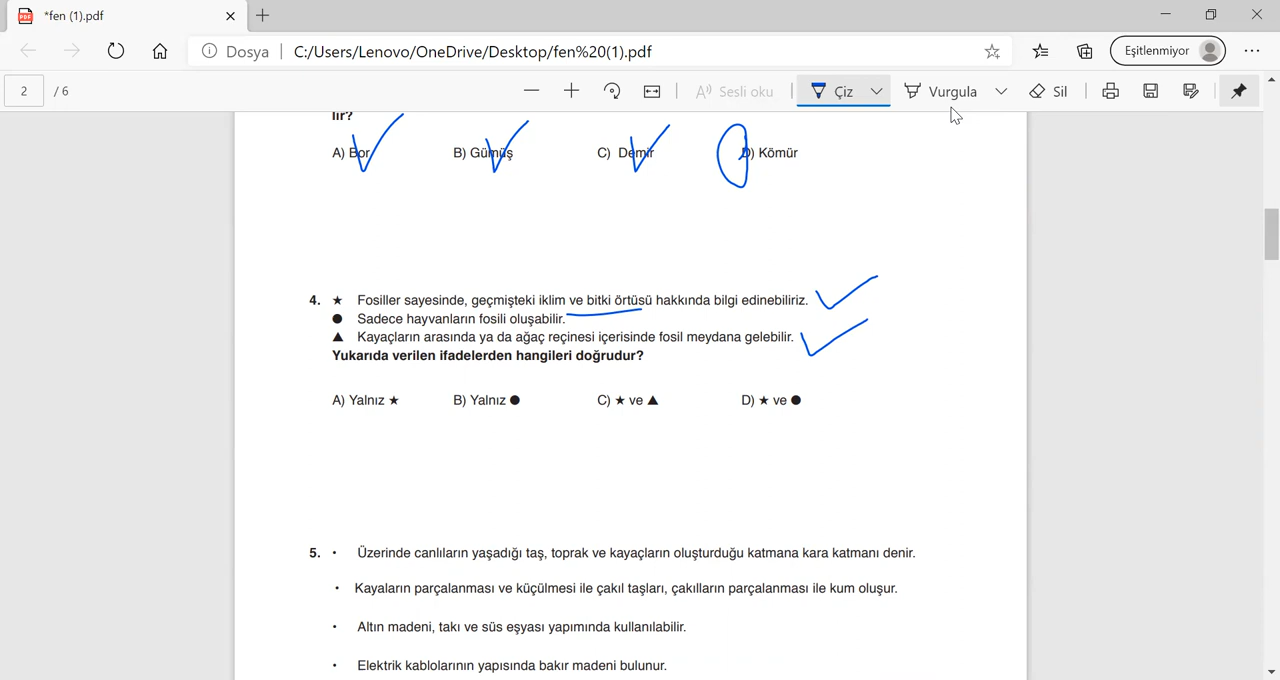 *fen (1).pdf
Dosya C:/Users/Lenovo/OneDrive/Desktop/fen%20(1).pdf
Eşitlenmiyor
2 / 6
A)) Sesli oku
Çiz
Vurgula
Sil
lir?
A) Bor B) Gümüş C) Demir D) Kömür
4. ★ Fosiller sayesinde, geçmişteki iklim ve bitki örtüsü hakkında bilgi edinebiliriz.
● Sadece hayvanların fosili oluşabilir.
▲ Kayaçların arasında ya da ağaç reçinesi içerisinde fosil meydana gelebilir.
Yukarıda verilen ifadelerden hangileri doğrudur?
A) Yalnız ★ B) Yalnız ● C) ★ ve ▲ D) ★ ve ●
5. • Üzerinde canlıların yaşadığı taş, toprak ve kayaçların oluşturduğu katmana kara katmanı denir.
• Kayaların parçalanması ve küçülmesi ile çakıl taşları, çakılların parçalanması ile kum oluşur.
• Altın madeni, takı ve süs eşyası yapımında kullanılabilir.
• Elektrik kablolarının yapısında bakır madeni bulunur.